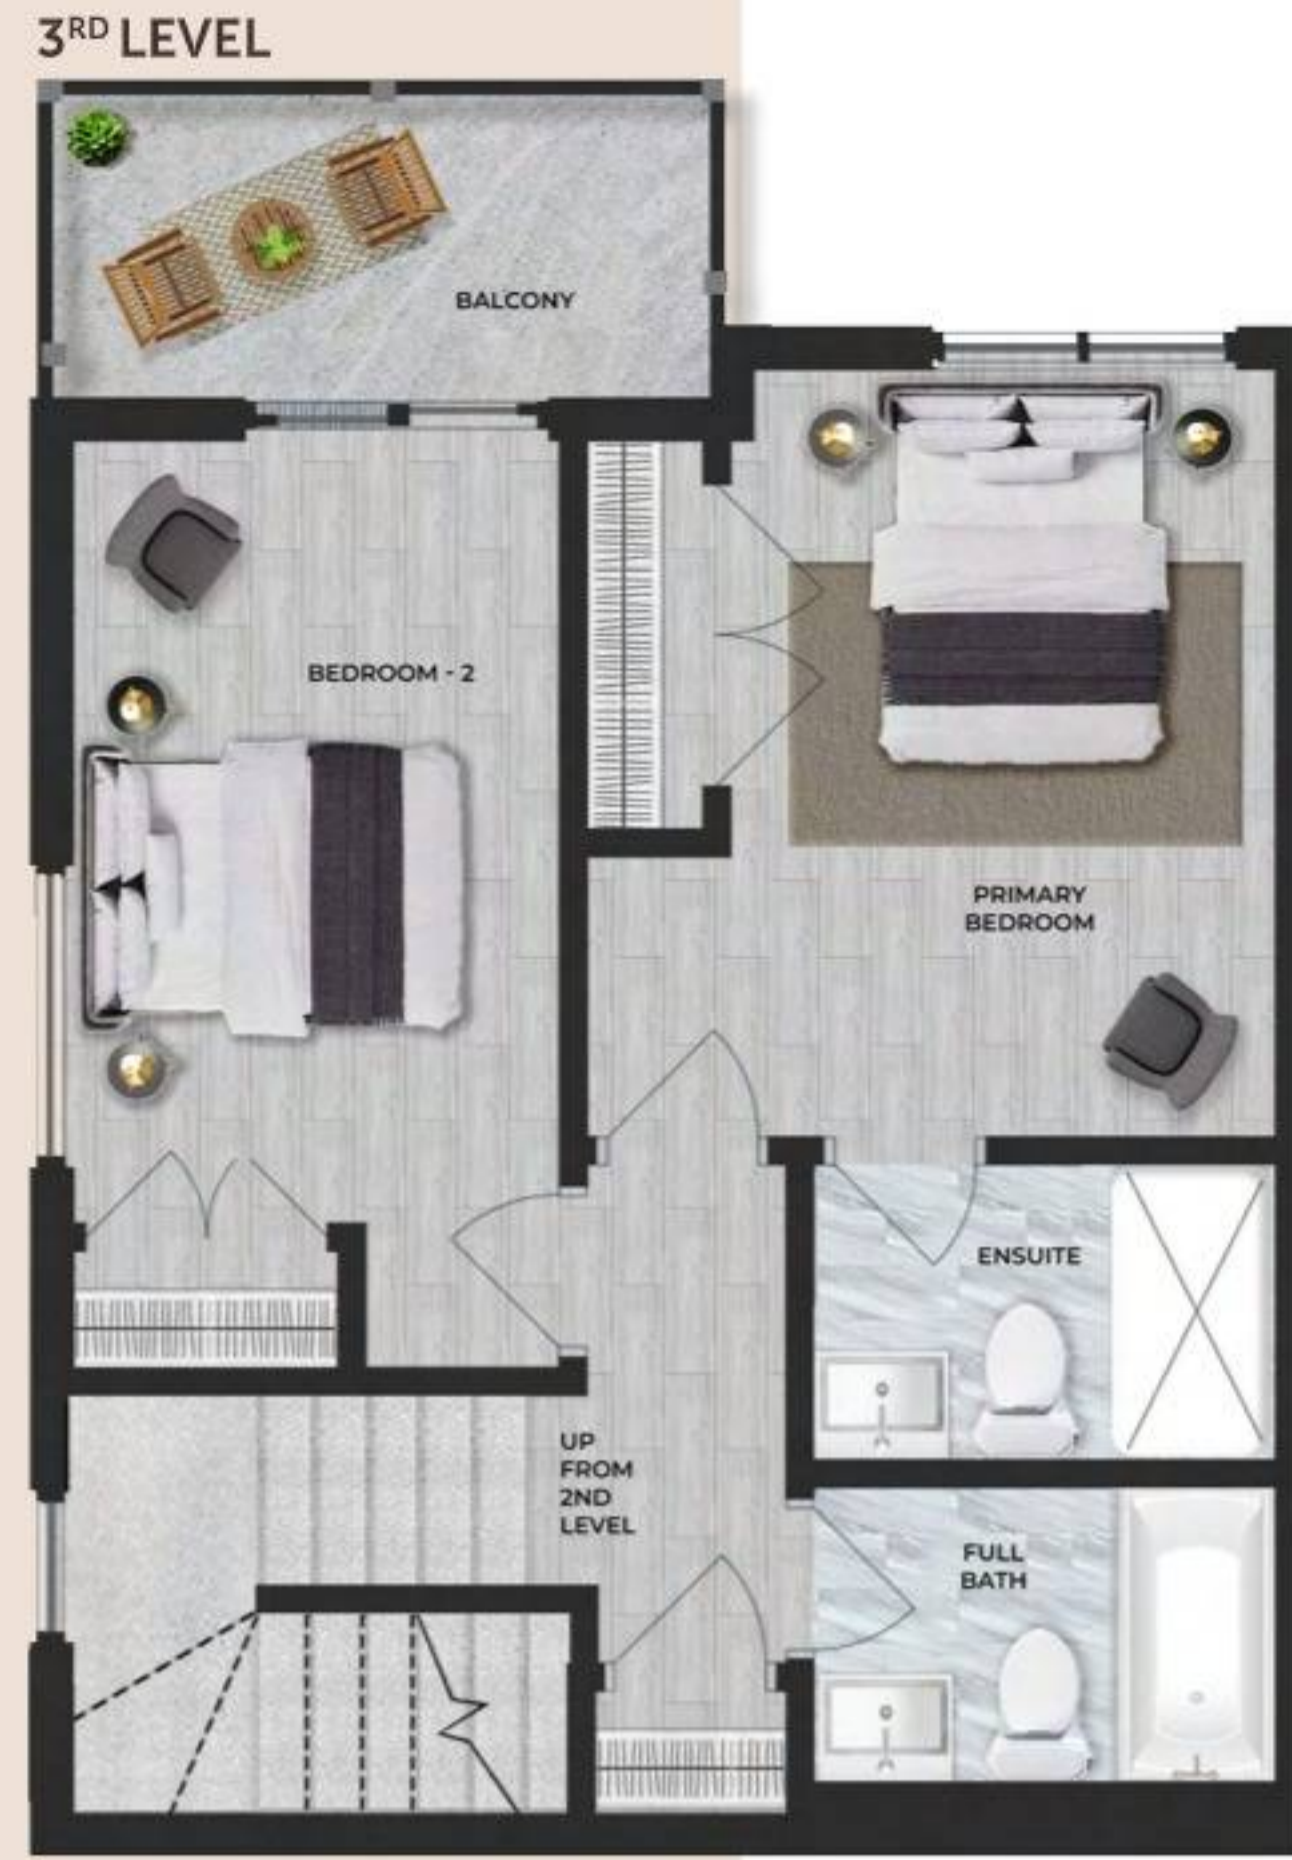 3RD LEVEL
BALCONY
BEDROOM - 2
PRIMARY
BEDROOM
ENSUITE
UP
FROM
2ND
LEVEL
FULL
BATH